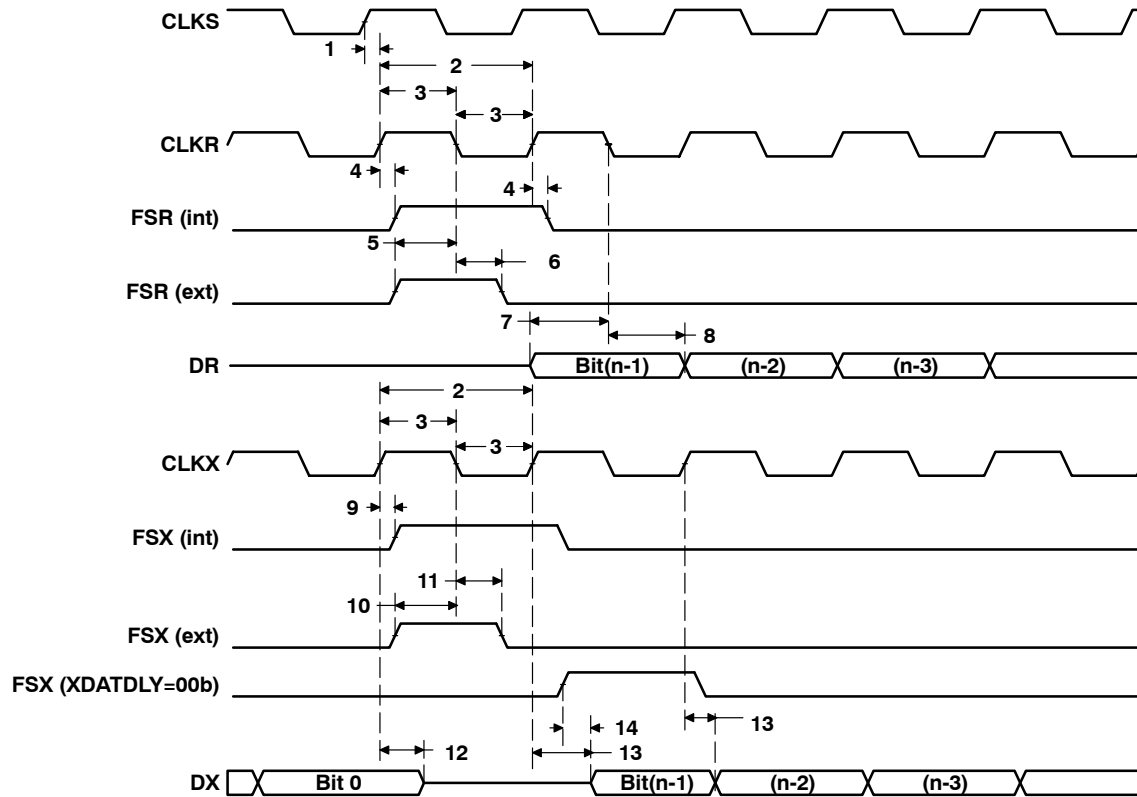 CLKS
1
2
3
3
CLKR
4
4
FSR (int)
5
6
FSR (ext)
7
8
DR Bit(n-1) (n-2) (n-3)
2
3
3
CLKX
9
FSX (int)
11
10
FSX (ext)
FSX (XDATDLY=00b)
14
13
12
13
DX Bit 0 Bit(n-1) (n-2) (n-3)